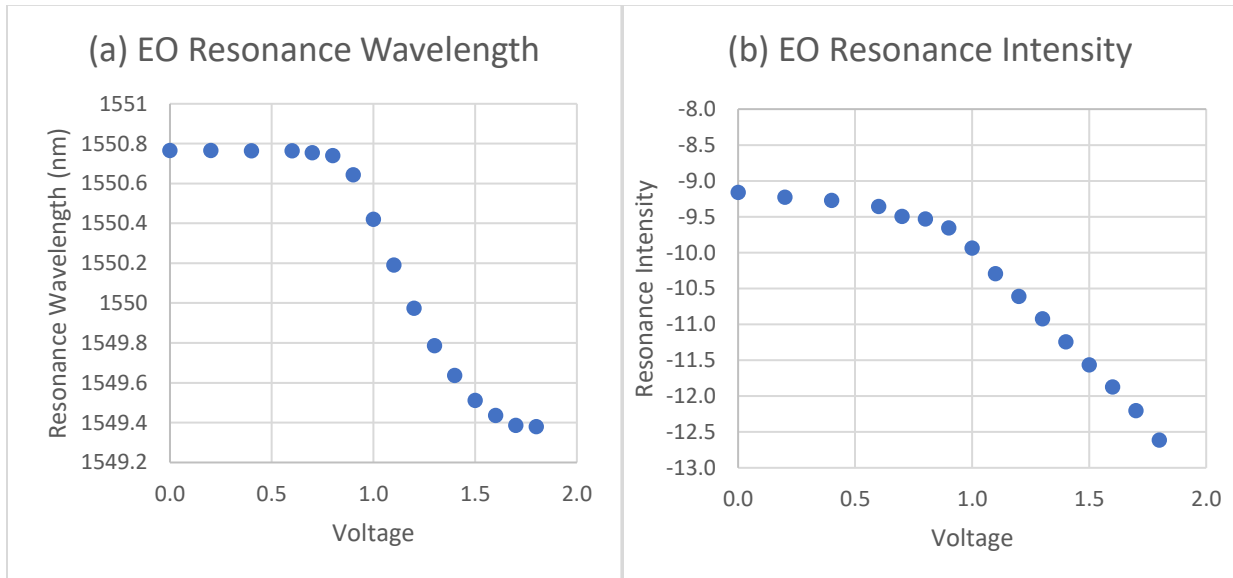 (a) EO Resonance Wavelength
Resonance Wavelength (nm)
1551
1550.8
1550.6
1550.4
1550.2
1550
1549.8
1549.6
1549.4
1549.2
0.0 0.5 1.0 1.5 2.0
Voltage
(b) EO Resonance Intensity
Resonance Intensity
-8.0
-8.5
-9.0
-9.5
-10.0
-10.5
-11.0
-11.5
-12.0
-12.5
-13.0
0.0 0.5 1.0 1.5 2.0
Voltage